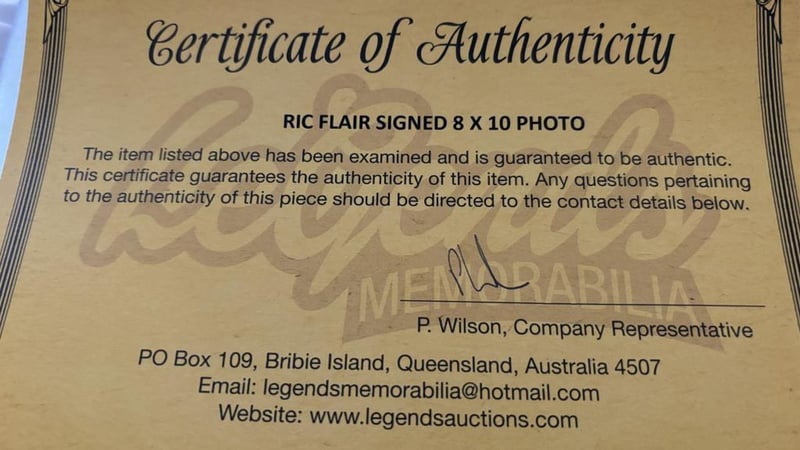 Certificate of Authenticity
RIC FLAIR SIGNED 8 X 10 PHOTO
The item listed above has been examined and is guaranteed to be authentic.
This certificate guarantees the authenticity of this item. Any questions pertaining
to the authenticity of this piece should be directed to the contact details below.
Legends
MEMORABILIA
P. Wilson, Company Representative
PO Box 109, Bribie Island, Queensland, Australia 4507
Email: legendsmemorabilia@hotmail.com
Website: www.legendsauctions.com